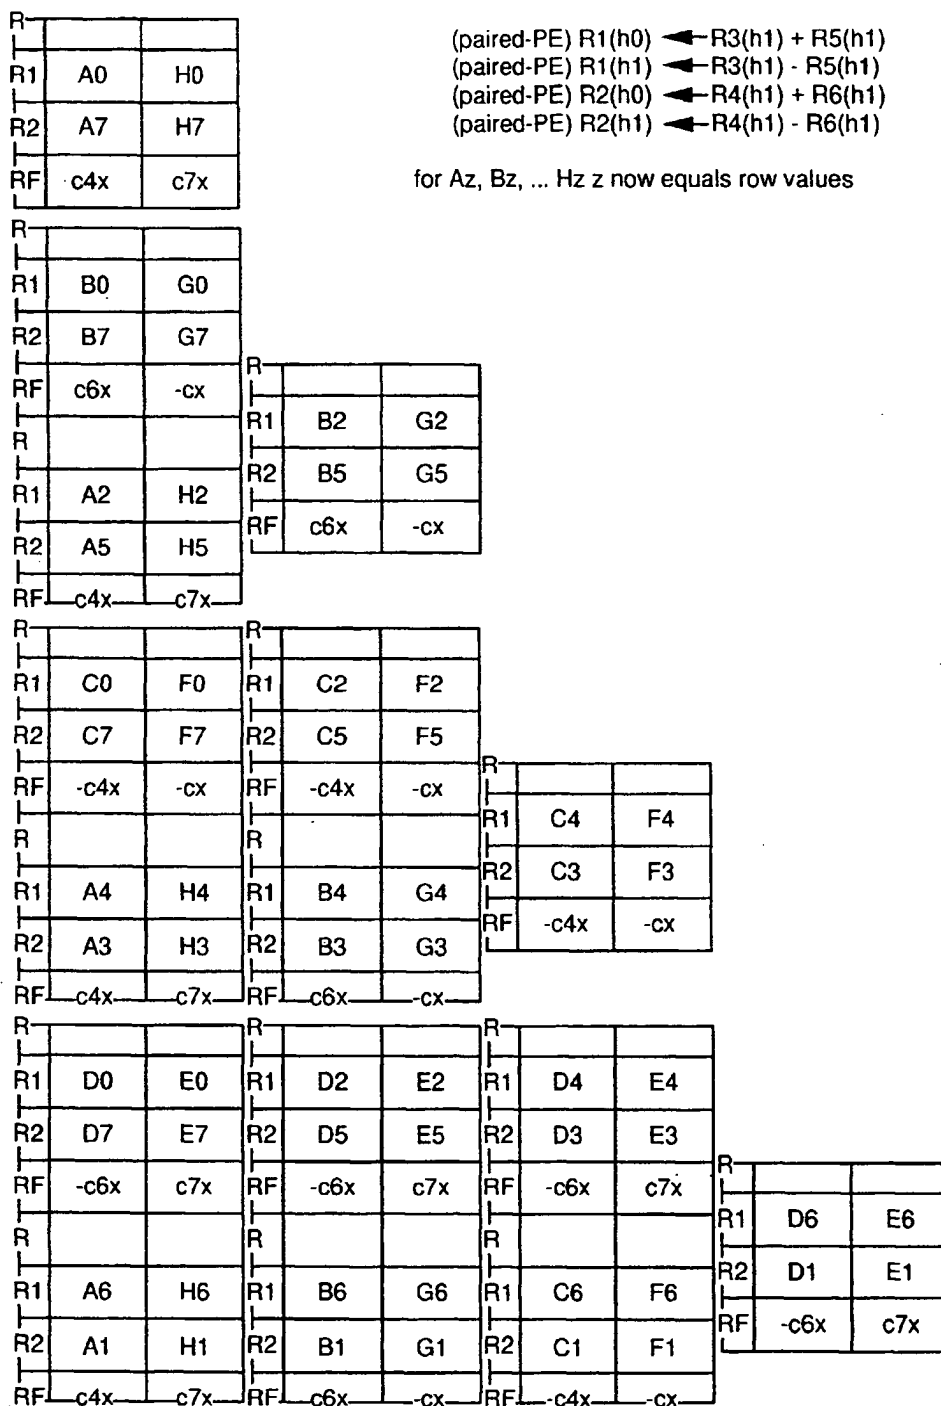 (paired-PE) R1(h0) ◄ R3(h1) + R5(h1)
(paired-PE) R1(h1) ◄ R3(h1) - R5(h1)
(paired-PE) R2(h0) ◄ R4(h1) + R6(h1)
(paired-PE) R2(h1) ◄ R4(h1) - R6(h1)
for Az, Bz, ... Hz z now equals row values
R
R1 A0 H0
R2 A7 H7
RF c4x c7x
R
R1 B0 G0
R2 B7 G7
RF c6x -cx
R
R1 A2 H2
R2 A5 H5
RF c4x c7x
R
R1 B2 G2
R2 B5 G5
RF c6x -cx
R
R1 C0 F0
R2 C7 F7
RF -c4x -cx
R
R1 A4 H4
R2 A3 H3
RF c4x c7x
R
R1 C2 F2
R2 C5 F5
RF -c4x -cx
R
R1 B4 G4
R2 B3 G3
RF c6x -cx
R
R1 C4 F4
R2 C3 F3
RF -c4x -cx
R
R1 D0 E0
R2 D7 E7
RF -c6x c7x
R
R1 A6 H6
R2 A1 H1
RF c4x c7x
R
R1 D2 E2
R2 D5 E5
RF -c6x c7x
R
R1 B6 G6
R2 B1 G1
RF c6x -cx
R
R1 D4 E4
R2 D3 E3
RF -c6x c7x
R
R1 C6 F6
R2 C1 F1
RF -c4x -cx
R
R1 D6 E6
R2 D1 E1
RF -c6x c7x